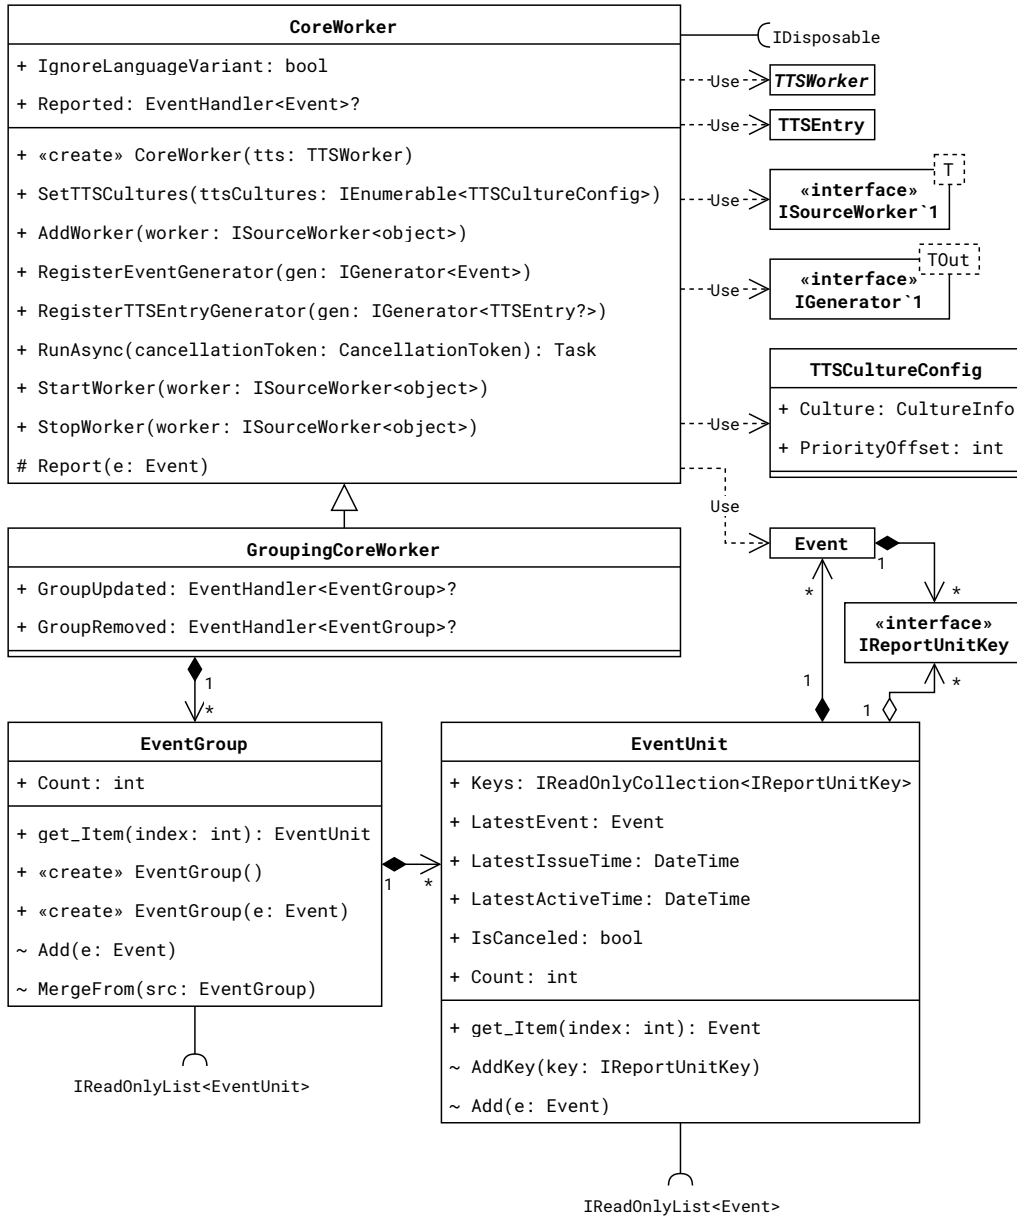 CoreWorker
+ IgnoreLanguageVariant: bool
+ Reported: EventHandler<Event>?
+ «create» CoreWorker(tts: TTSWorker)
+ SetTTSCultures(ttsCultures: IEnumerable<TTSCultureConfig>)
+ AddWorker(worker: ISourceWorker<object>)
+ RegisterEventGenerator(gen: IGenerator<Event>)
+ RegisterTTSEntryGenerator(gen: IGenerator<TTSEntry?>)
+ RunAsync(cancellationToken: CancellationToken): Task
+ StartWorker(worker: ISourceWorker<object>)
+ StopWorker(worker: ISourceWorker<object>)
# Report(e: Event)
IDisposable
Use
TTSWorker
Use
TTSEntry
Use
T
«interface»
ISourceWorker`1
Use
TOut
«interface»
IGenerator`1
Use
TTSCultureConfig
+ Culture: CultureInfo
+ PriorityOffset: int
Use
Event
1
*
«interface»
IReportUnitKey
GroupingCoreWorker
+ GroupUpdated: EventHandler<EventGroup>?
+ GroupRemoved: EventHandler<EventGroup>?
1
*
*
1
*
1
EventGroup
+ Count: int
+ get_Item(index: int): EventUnit
+ «create» EventGroup()
+ «create» EventGroup(e: Event)
~ Add(e: Event)
~ MergeFrom(src: EventGroup)
IReadOnlyList<EventUnit>
1
*
EventUnit
+ Keys: IReadOnlyCollection<IReportUnitKey>
+ LatestEvent: Event
+ LatestIssueTime: DateTime
+ LatestActiveTime: DateTime
+ IsCanceled: bool
+ Count: int
+ get_Item(index: int): Event
~ AddKey(key: IReportUnitKey)
~ Add(e: Event)
IReadOnlyList<Event>